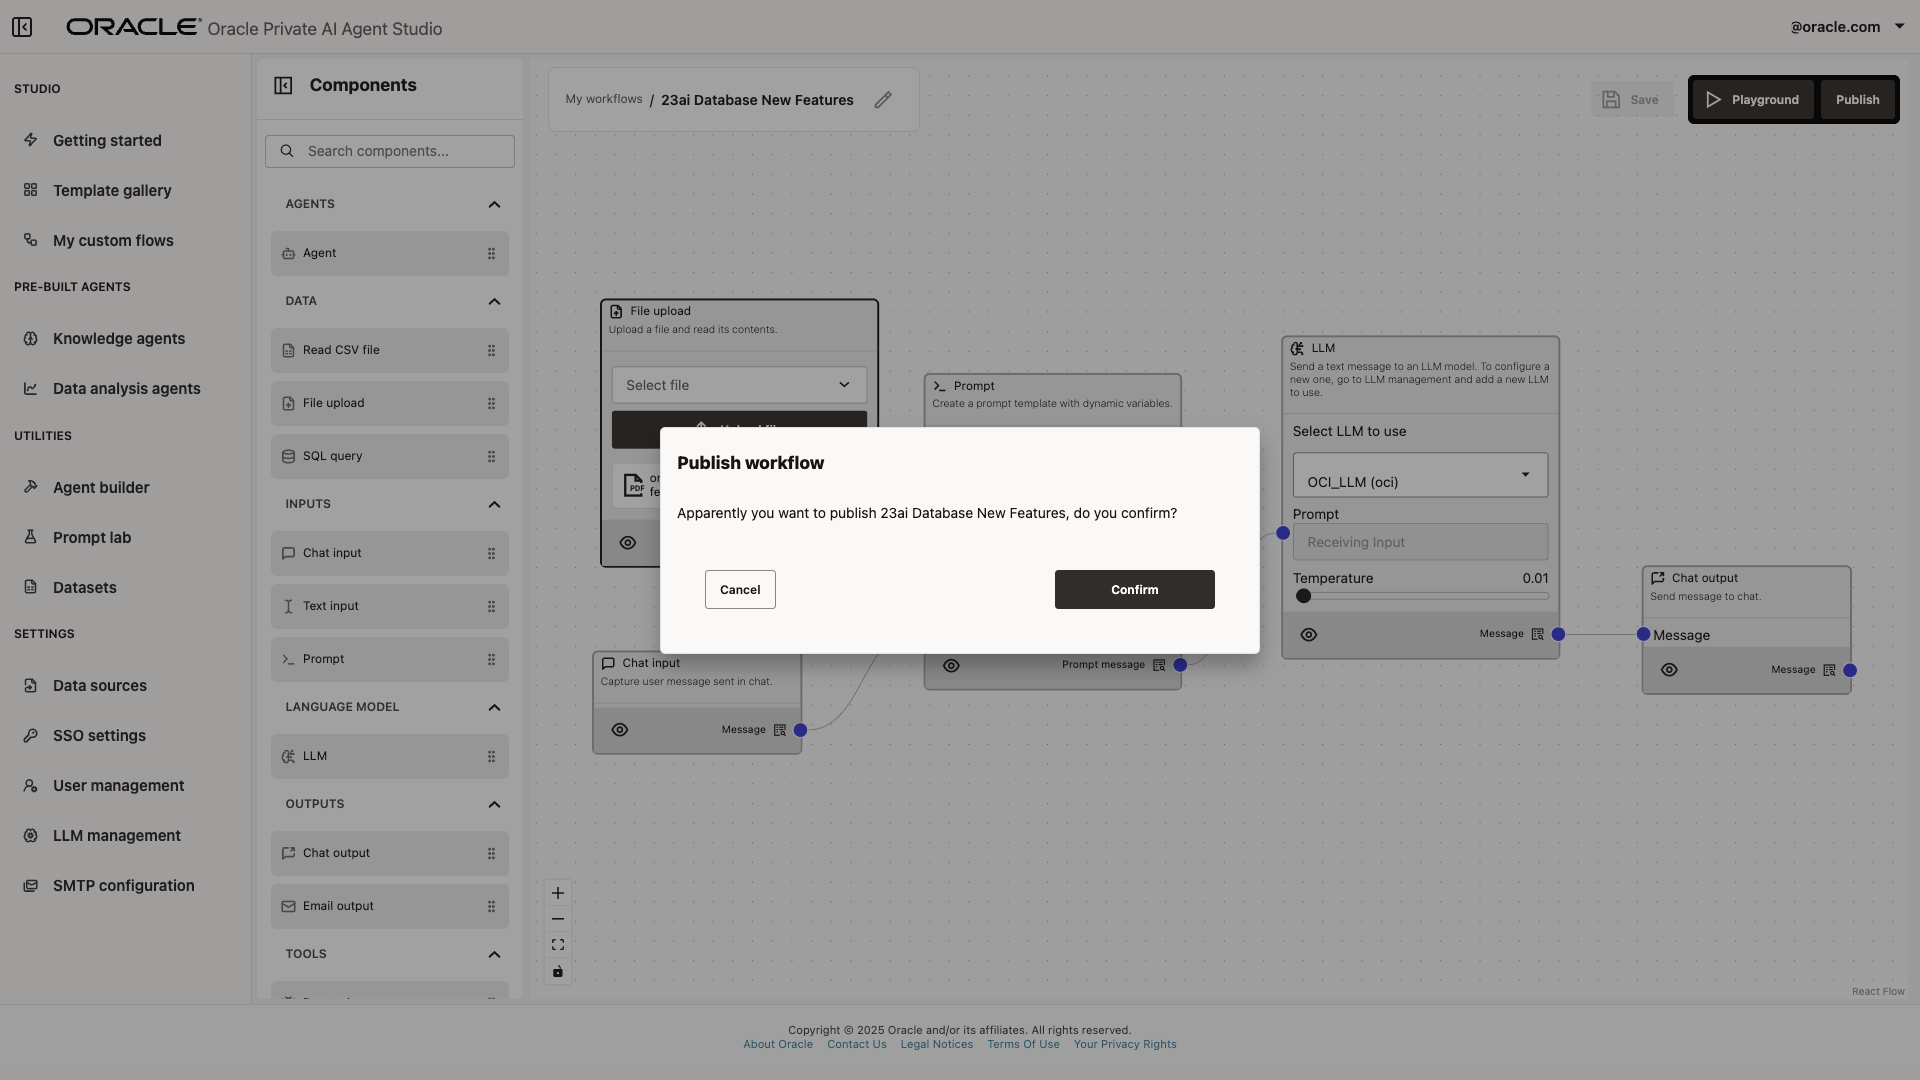 ORACLE Oracle Private AI Agent Studio
@oracle.com
STUDIO
Getting started
Template gallery
My custom flows
PRE-BUILT AGENTS
Knowledge agents
Data analysis agents
UTILITIES
Agent builder
Prompt lab
Datasets
SETTINGS
Data sources
SSO settings
User management
LLM management
SMTP configuration
Components
Search components...
AGENTS
Agent
DATA
Read CSV file
File upload
SQL query
INPUTS
Chat input
Text input
Prompt
LANGUAGE MODEL
LLM
OUTPUTS
Chat output
Email output
TOOLS
My workflows / 23ai Database New Features
Save
Playground
Publish
File upload
Upload a file and read its contents.
Select file
PDF
Prompt
Create a prompt template with dynamic variables.
Prompt message
Chat input
Capture user message sent in chat.
Message
Publish workflow
Apparently you want to publish 23ai Database New Features, do you confirm?
Cancel
Confirm
LLM
Send a text message to an LLM model. To configure a
new one, go to LLM management and add a new LLM
to use.
Select LLM to use
OCI_LLM (oci)
Prompt
Receiving Input
Temperature 0.01
Message
Chat output
Send message to chat.
Message
Message
React Flow
Copyright © 2025 Oracle and/or its affiliates. All rights reserved.
About Oracle Contact Us Legal Notices Terms Of Use Your Privacy Rights